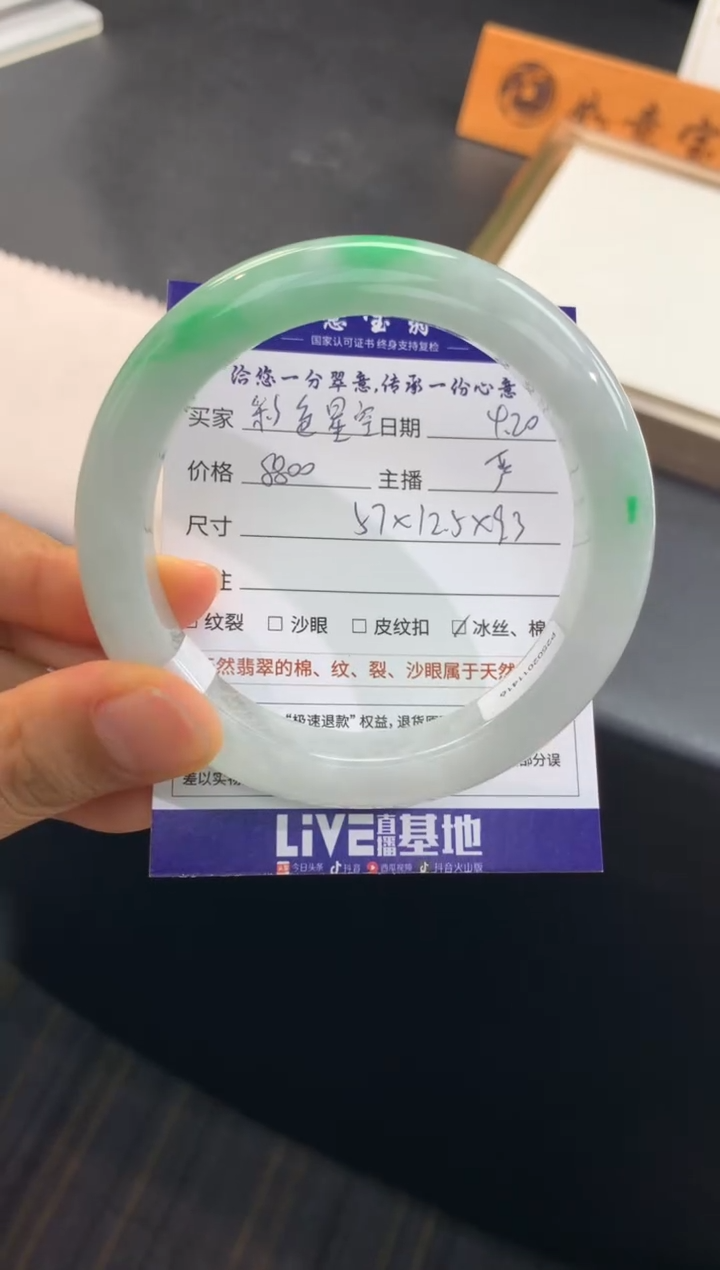 国家认可证书 终身支持复检
洽您一分翠意,传承一份心意
买家 彩色星空 日期 4.20
价格 8800 主播 严
尺寸 57×12.5×9.3
注
□ 纹裂 □ 沙眼 □ 皮纹扣 ☑ 冰丝、棉
然翡翠的棉、纹、裂、沙眼属于天然
“极速退款”权益,退货
部分误
差以实物
LiVE直播基地
今日头条 抖音 西瓜视频 抖音火山版